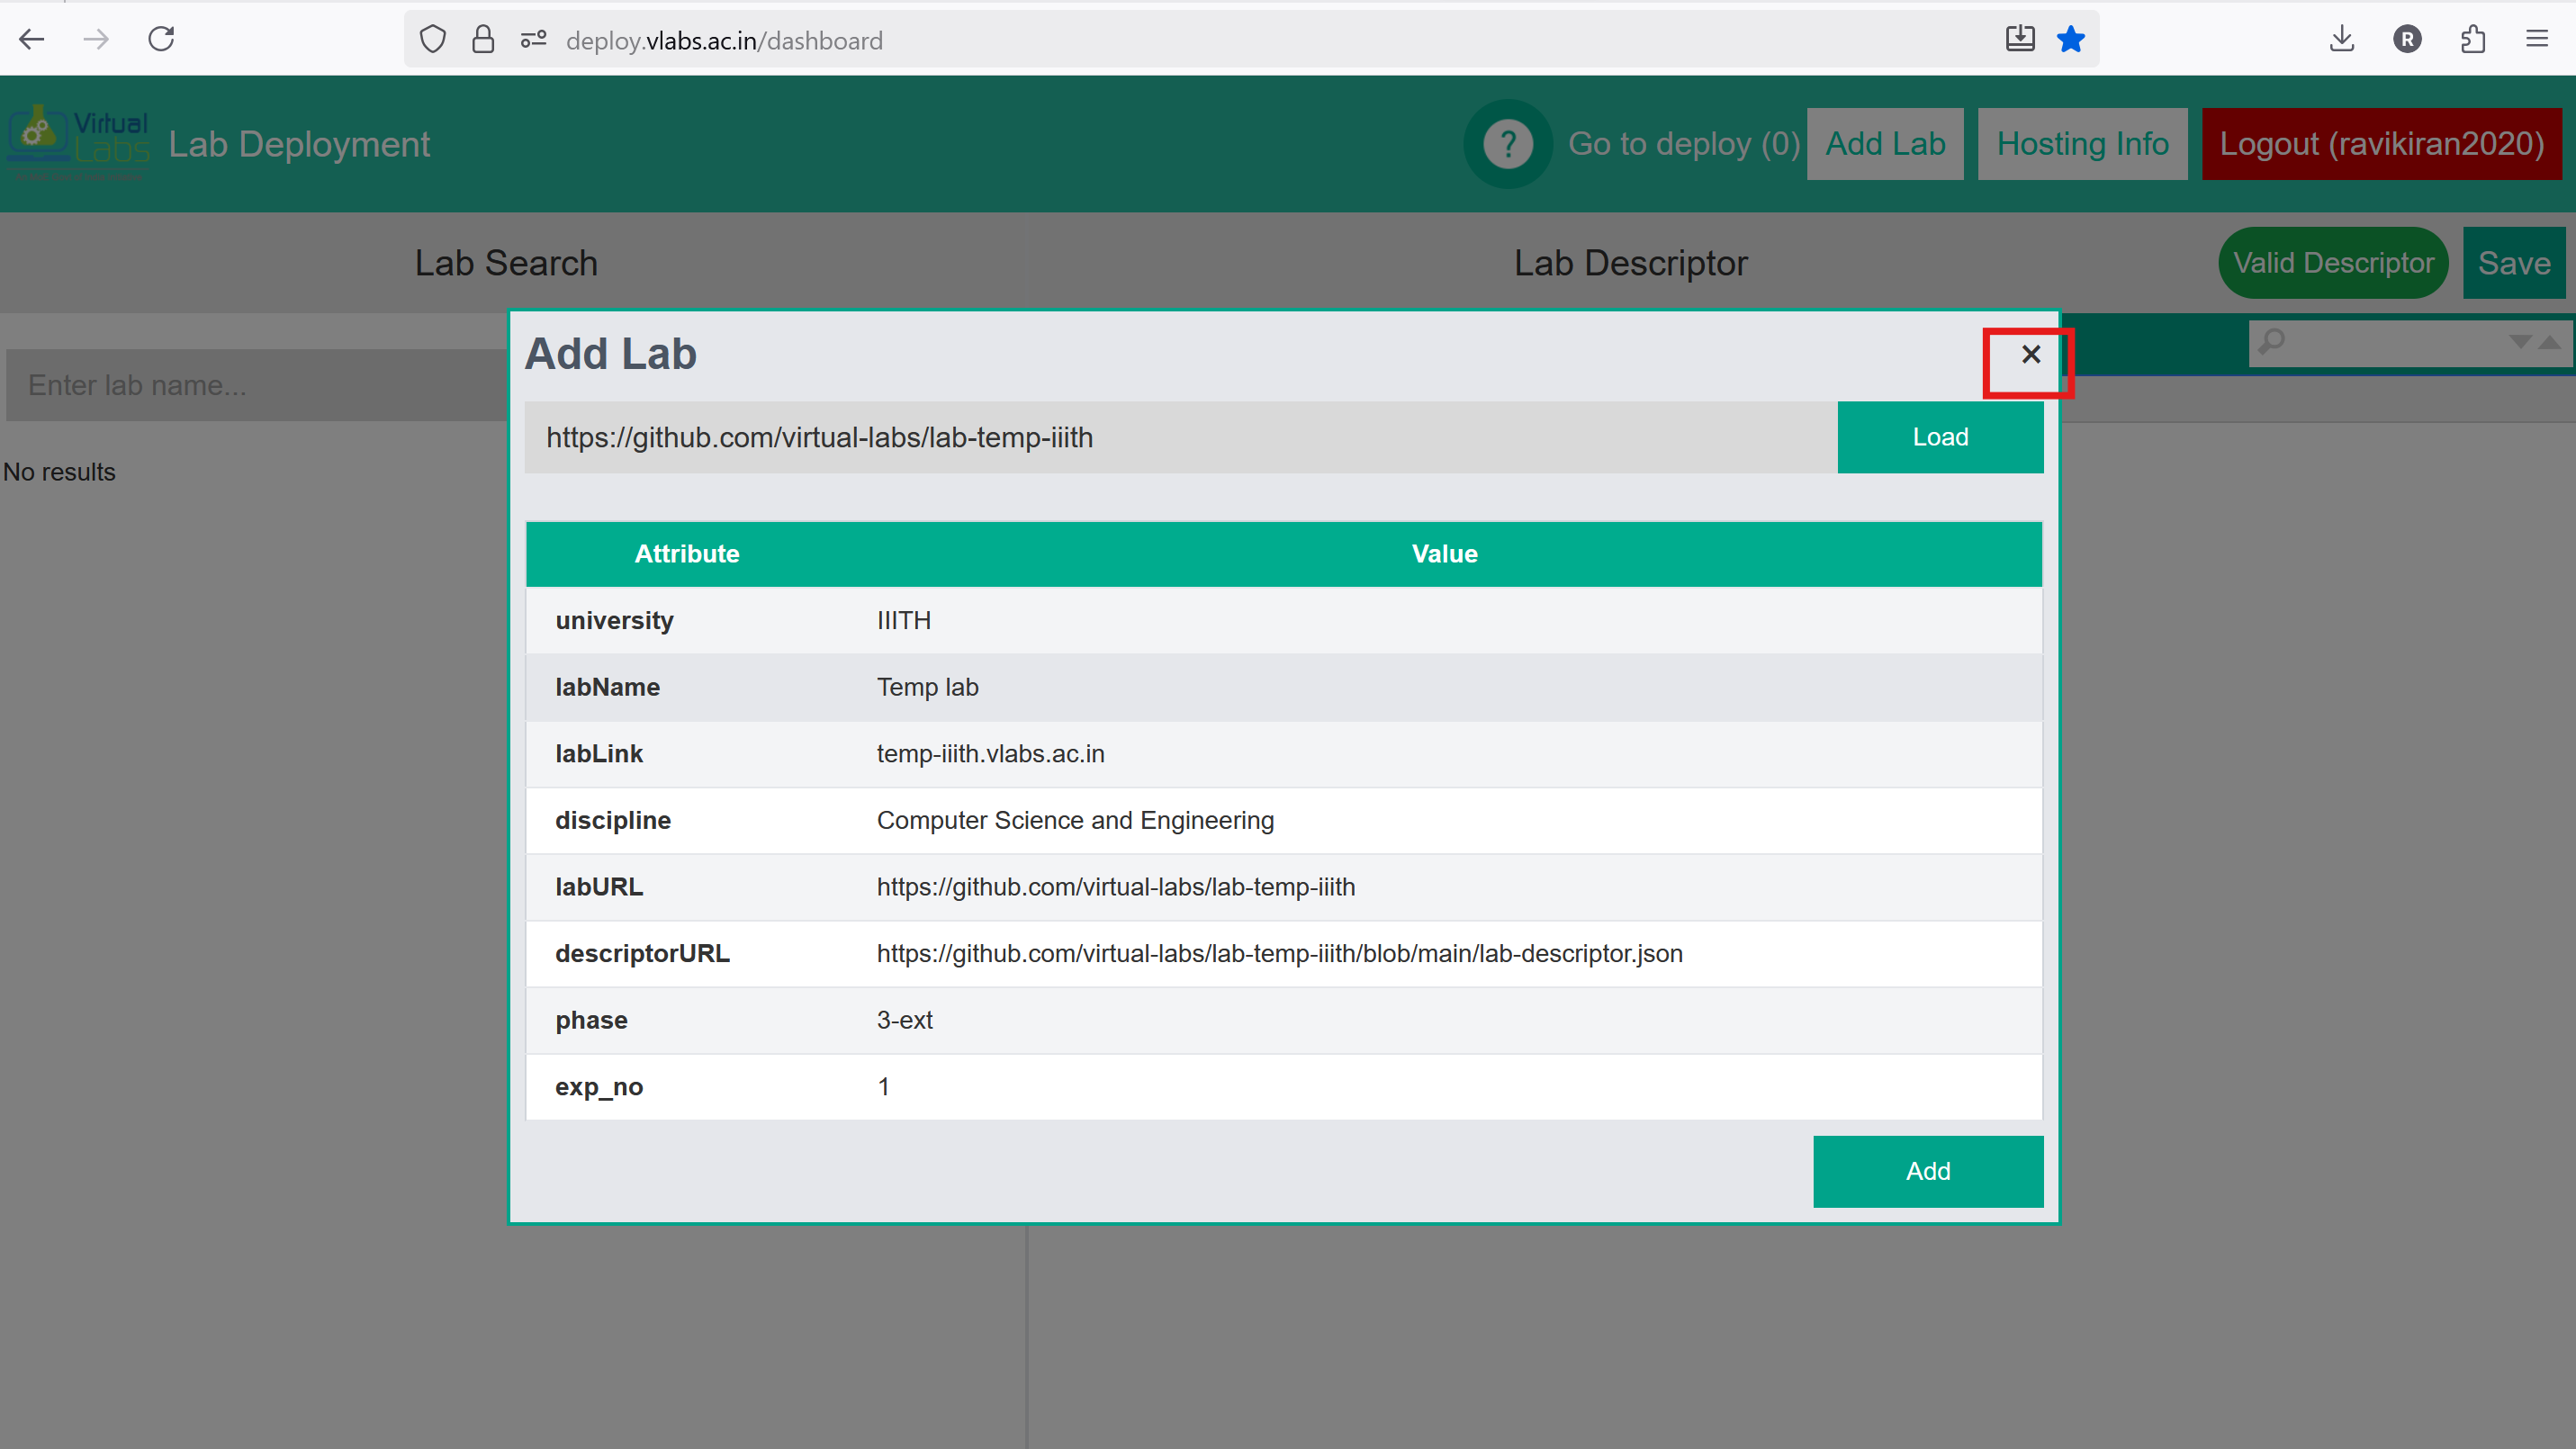 deploy.vlabs.ac.in/dashboard
R
Virtual
Labs
Lab Deployment
?
Go to deploy (0)
Add Lab
Hosting Info
Logout (ravikiran2020)
Lab Search
Lab Descriptor
Valid Descriptor
Save
Enter lab name...
No results
Add Lab
×
https://github.com/virtual-labs/lab-temp-iiith
Load
Attribute Value
university IIITH
labName Temp lab
labLink temp-iiith.vlabs.ac.in
discipline Computer Science and Engineering
labURL https://github.com/virtual-labs/lab-temp-iiith
descriptorURL https://github.com/virtual-labs/lab-temp-iiith/blob/main/lab-descriptor.json
phase 3-ext
exp_no 1
Add